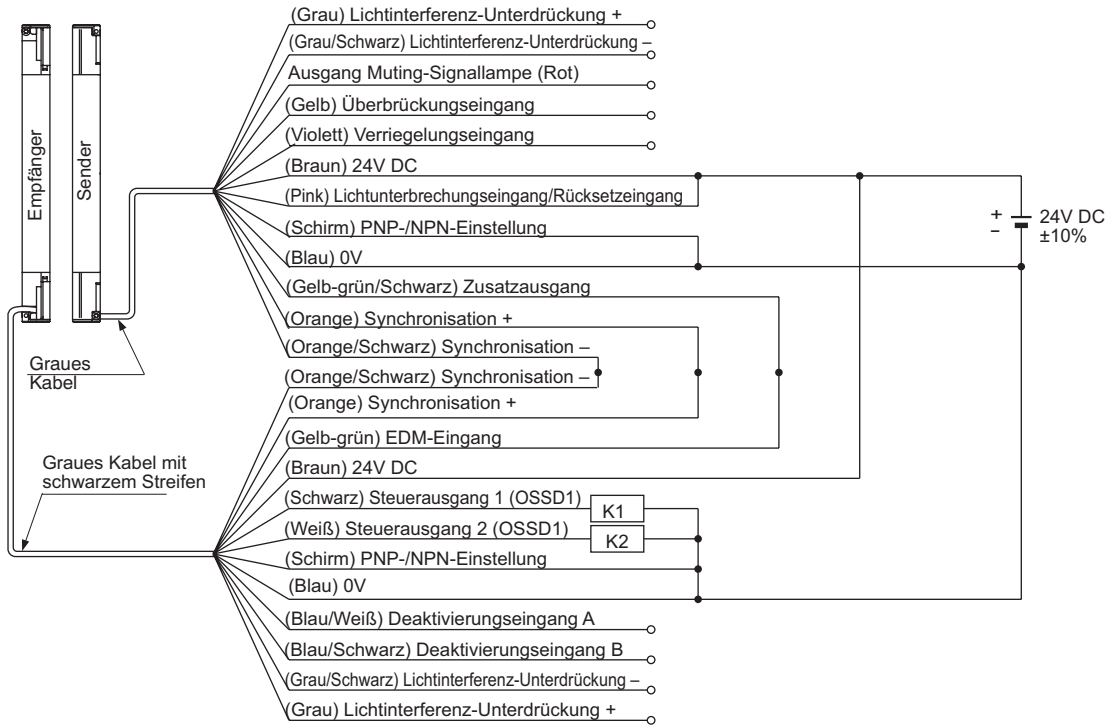 (Grau) Lichtinterferenz-Unterdrückung +
(Grau/Schwarz) Lichtinterferenz-Unterdrückung –
Ausgang Muting-Signallampe (Rot)
(Gelb) Überbrückungseingang
(Violett) Verriegelungseingang
(Braun) 24V DC
(Pink) Lichtunterbrechungseingang/Rücksetzeingang
(Schirm) PNP-/NPN-Einstellung
(Blau) 0V
(Gelb-grün/Schwarz) Zusatzausgang
(Orange) Synchronisation +
(Orange/Schwarz) Synchronisation –
(Orange/Schwarz) Synchronisation –
(Orange) Synchronisation +
(Gelb-grün) EDM-Eingang
(Braun) 24V DC
(Schwarz) Steuerausgang 1 (OSSD1)
K1
(Weiß) Steuerausgang 2 (OSSD1)
K2
(Schirm) PNP-/NPN-Einstellung
(Blau) 0V
(Blau/Weiß) Deaktivierungseingang A
(Blau/Schwarz) Deaktivierungseingang B
(Grau/Schwarz) Lichtinterferenz-Unterdrückung –
(Grau) Lichtinterferenz-Unterdrückung +
Empfänger
Sender
Graues
Kabel
Graues Kabel mit
schwarzem Streifen
+
–
24V DC
±10%